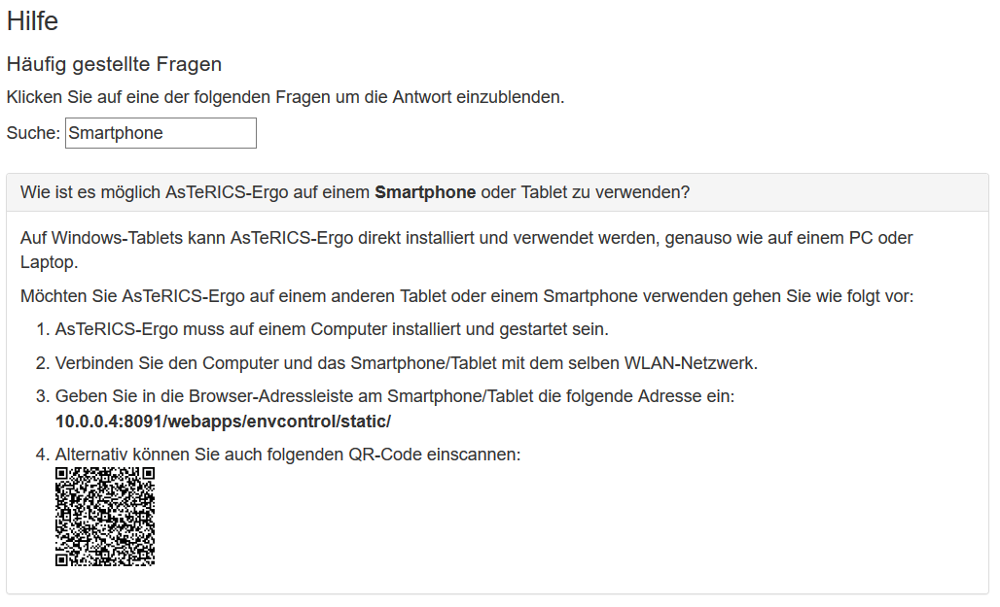 Hilfe
Häufig gestellte Fragen
Klicken Sie auf eine der folgenden Fragen um die Antwort einzublenden.
Suche: Smartphone
Wie ist es möglich AsTeRICS-Ergo auf einem Smartphone oder Tablet zu verwenden?
Auf Windows-Tablets kann AsTeRICS-Ergo direkt installiert und verwendet werden, genauso wie auf einem PC oder
Laptop.
Möchten Sie AsTeRICS-Ergo auf einem anderen Tablet oder einem Smartphone verwenden gehen Sie wie folgt vor:
1. AsTeRICS-Ergo muss auf einem Computer installiert und gestartet sein.
2. Verbinden Sie den Computer und das Smartphone/Tablet mit dem selben WLAN-Netzwerk.
3. Geben Sie in die Browser-Adressleiste am Smartphone/Tablet die folgende Adresse ein:
10.0.0.4:8091/webapps/envcontrol/static/
4. Alternativ können Sie auch folgenden QR-Code einscannen: